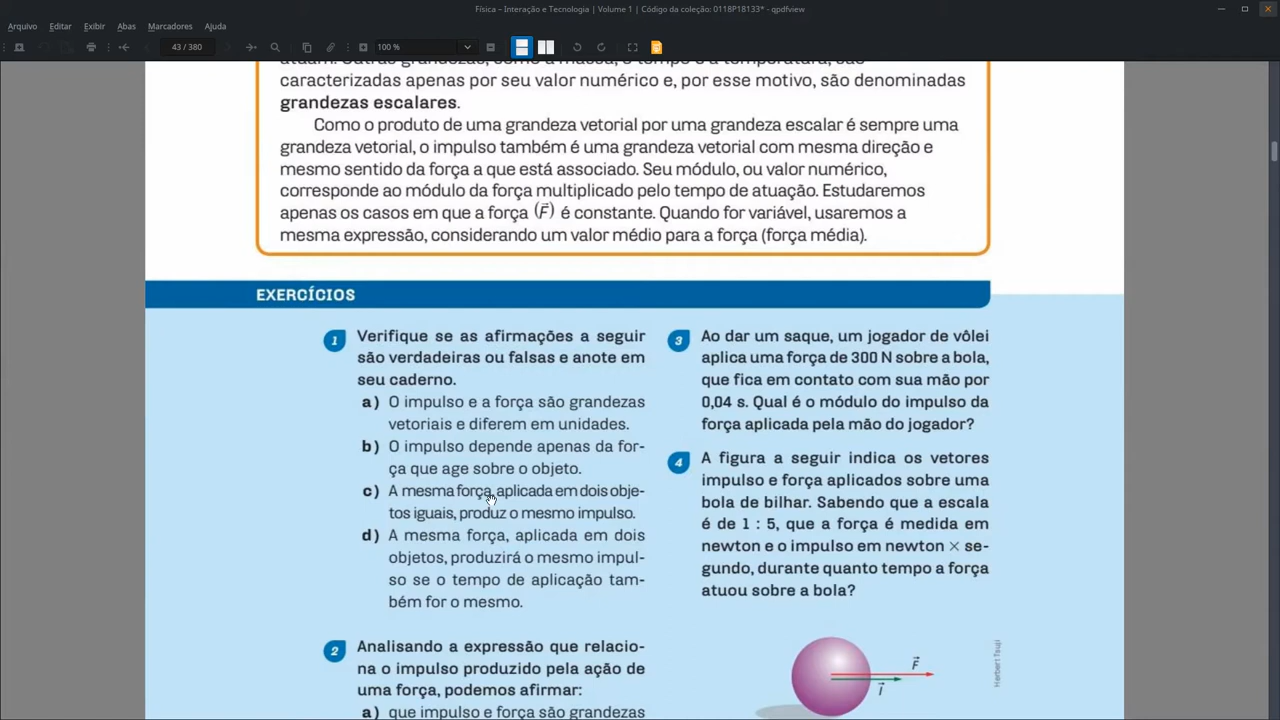 Física – Interação e Tecnologia | Volume 1 | Código da coleção: 0118P18133* - qpdfview
Arquivo Editar Exibir Abas Marcadores Ajuda
43 / 380
100 %
atuam. Outras grandezas, como a massa, o tempo e a temperatura, são
caracterizadas apenas por seu valor numérico e, por esse motivo, são denominadas
grandezas escalares.
Como o produto de uma grandeza vetorial por uma grandeza escalar é sempre uma
grandeza vetorial, o impulso também é uma grandeza vetorial com mesma direção e
mesmo sentido da força a que está associado. Seu módulo, ou valor numérico,
corresponde ao módulo da força multiplicado pelo tempo de atuação. Estudaremos
apenas os casos em que a força (F⃗) é constante. Quando for variável, usaremos a
mesma expressão, considerando um valor médio para a força (força média).
EXERCÍCIOS
1 Verifique se as afirmações a seguir
são verdadeiras ou falsas e anote em
seu caderno.
a) O impulso e a força são grandezas
vetoriais e diferem em unidades.
b) O impulso depende apenas da for-
ça que age sobre o objeto.
c) A mesma força, aplicada em dois obje-
tos iguais, produz o mesmo impulso.
d) A mesma força, aplicada em dois
objetos, produzirá o mesmo impul-
so se o tempo de aplicação tam-
bém for o mesmo.
2 Analisando a expressão que relacio-
na o impulso produzido pela ação de
uma força, podemos afirmar:
a) que impulso e força são grandezas
3 Ao dar um saque, um jogador de vôlei
aplica uma força de 300 N sobre a bola,
que fica em contato com sua mão por
0,04 s. Qual é o módulo do impulso da
força aplicada pela mão do jogador?
4 A figura a seguir indica os vetores
impulso e força aplicados sobre uma
bola de bilhar. Sabendo que a escala
é de 1 : 5, que a força é medida em
newton e o impulso em newton × se-
gundo, durante quanto tempo a força
atuou sobre a bola?
F⃗
I⃗
Herbert Tsuji